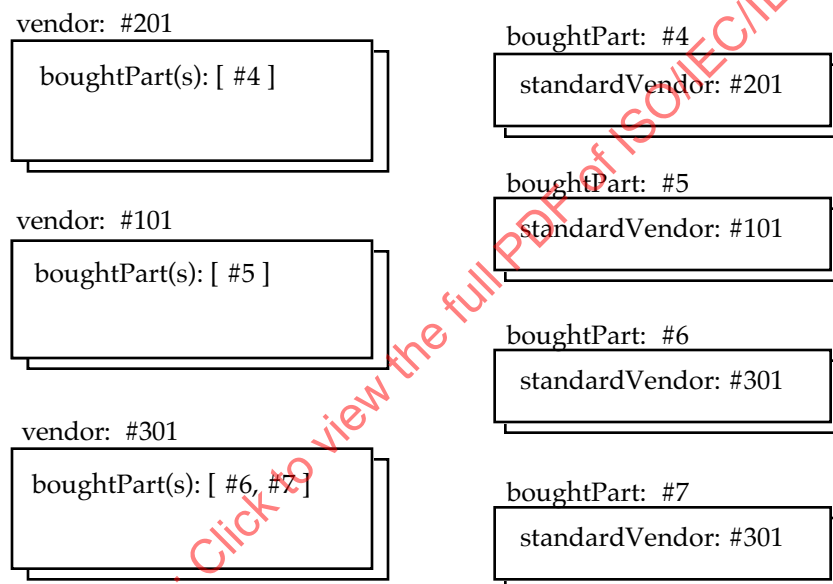 vendor: #201
boughtPart(s): [ #4 ]
vendor: #101
boughtPart(s): [ #5 ]
vendor: #301
boughtPart(s): [ #6, #7 ]
boughtPart: #4
standardVendor: #201
boughtPart: #5
standardVendor: #101
boughtPart: #6
standardVendor: #301
boughtPart: #7
standardVendor: #301
. Click to view the full PDF of ISO/IEC/IE